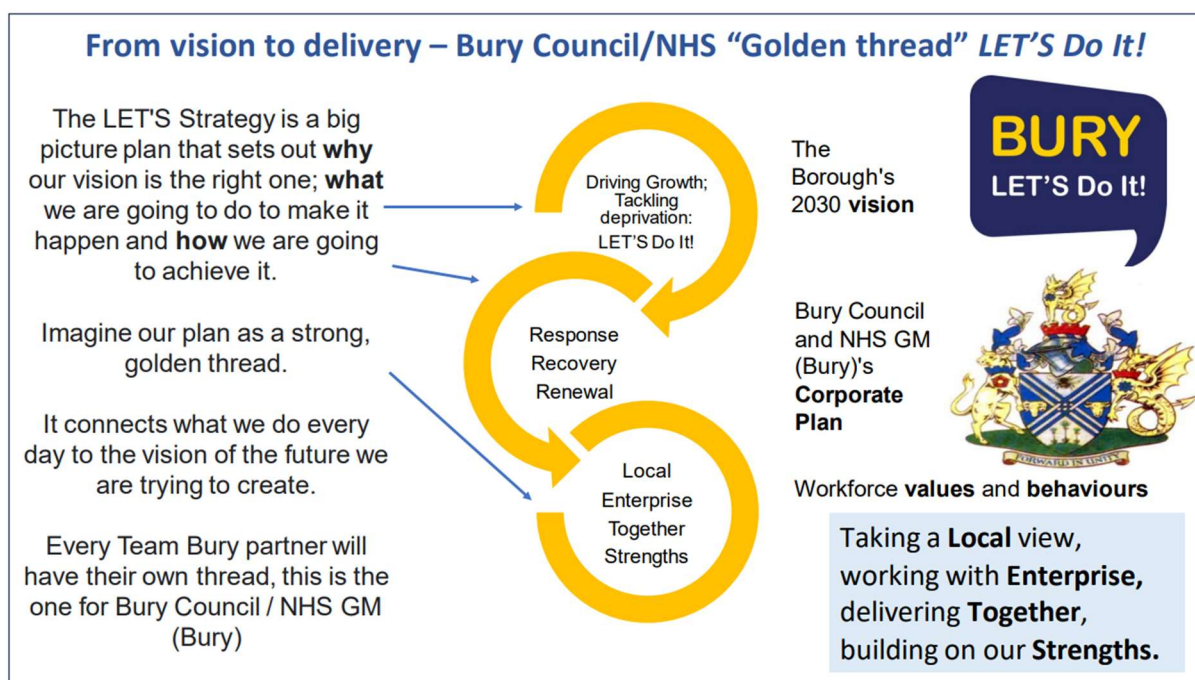 From vision to delivery – Bury Council/NHS “Golden thread” LET’S Do It!
The LET'S Strategy is a big
picture plan that sets out why
our vision is the right one; what
we are going to do to make it
happen and how we are going
to achieve it.
Imagine our plan as a strong,
golden thread.
It connects what we do every
day to the vision of the future we
are trying to create.
Every Team Bury partner will
have their own thread, this is the
one for Bury Council / NHS GM
(Bury)
Driving Growth;
Tackling
deprivation:
LET’S Do It!
Response
Recovery
Renewal
Local
Enterprise
Together
Strengths
The
Borough's
2030 vision
BURY
LET’S Do It!
Bury Council
and NHS GM
(Bury)'s
Corporate
Plan
FORWARD IN UNITY
Workforce values and behaviours
Taking a Local view,
working with Enterprise,
delivering Together,
building on our Strengths.